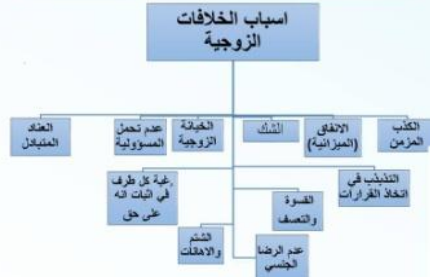 اسباب الخلافات
الزوجية
الكذب
المزمن
الانفاق
(الميزانية)
الشك
الخيانة
الزوجية
عدم تحمل
المسؤولية
العناد
المتبادل
التذبذب في
اتخاذ القرارات
القسوة
والتعسف
رغبة كل طرف
في اثبات انه
على حق
عدم الرضا
الجنسي
الشتم
والاهانات